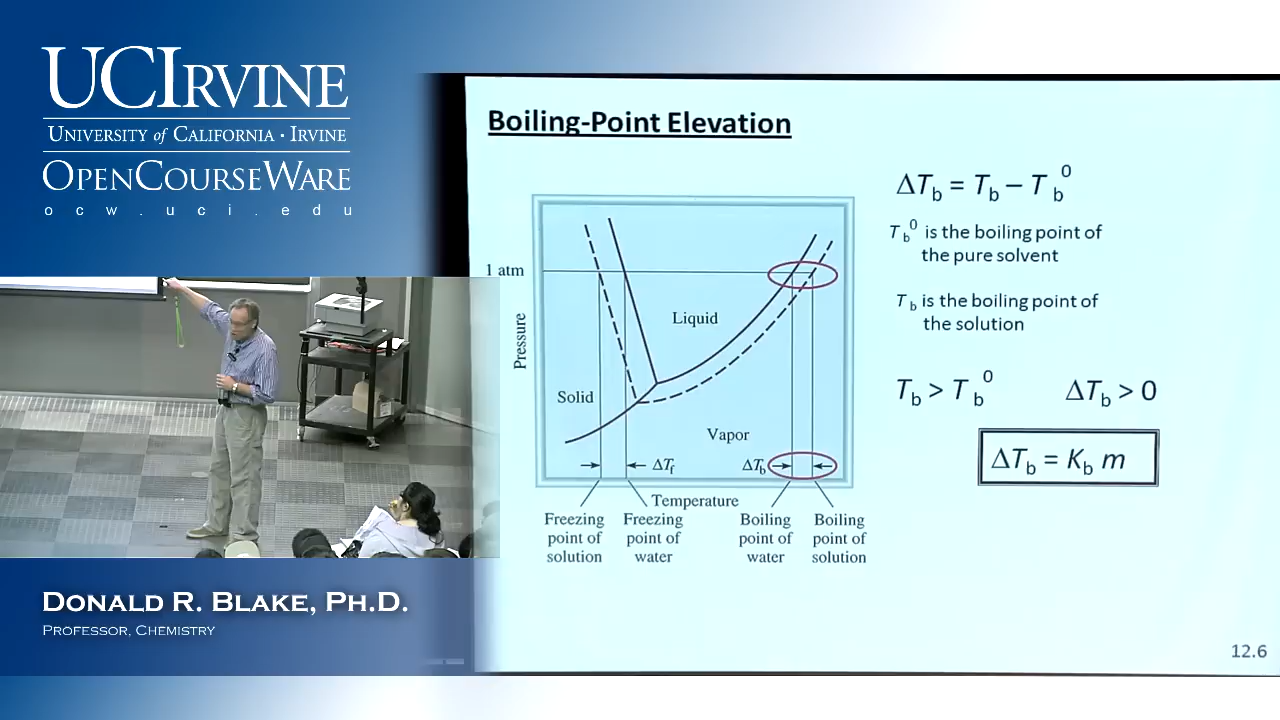 UCIRVINE
UNIVERSITY of CALIFORNIA · IRVINE
OPENCOURSEWARE
ocw.uci.edu
DONALD R. BLAKE, PH.D.
PROFESSOR, CHEMISTRY
Boiling-Point Elevation
1 atm
Pressure
Liquid
Solid
Vapor
ΔTf
ΔTb
Temperature
Freezing point of solution
Freezing point of water
Boiling point of water
Boiling point of solution
ΔTb = Tb – Tb0
Tb0 is the boiling point of
the pure solvent
Tb is the boiling point of
the solution
Tb > Tb0 ΔTb > 0
ΔTb = Kb m
12.6